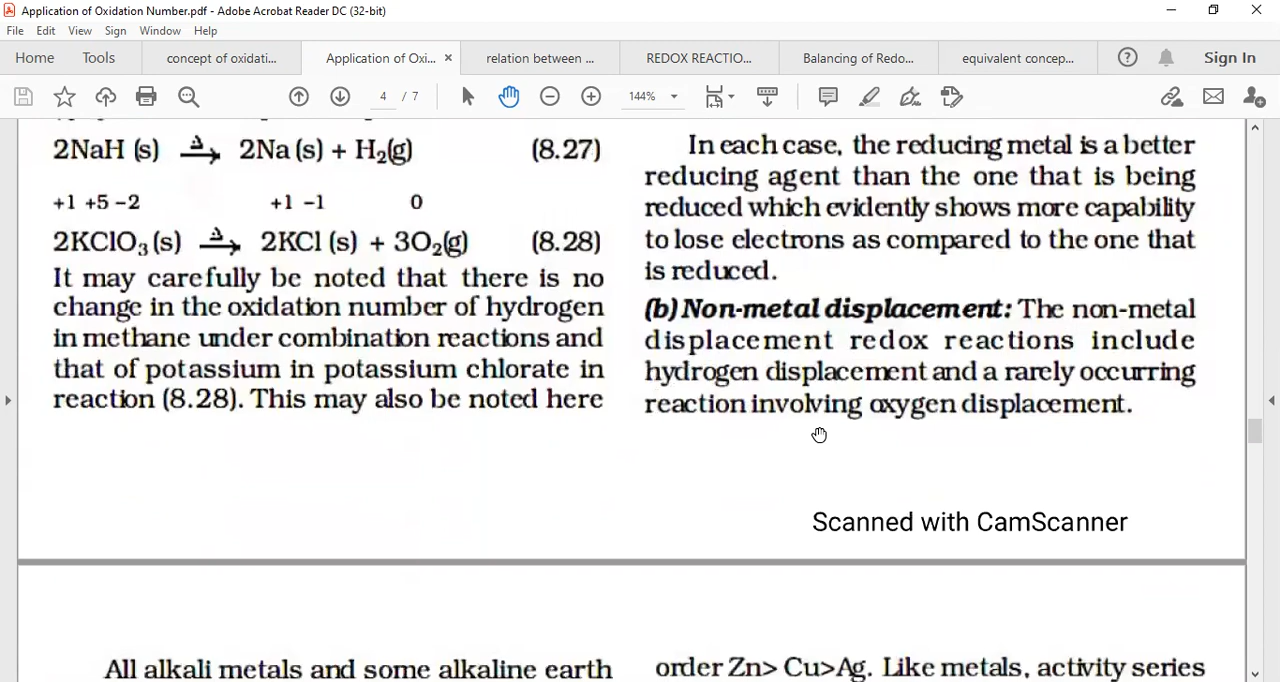 Application of Oxidation Number.pdf - Adobe Acrobat Reader DC (32-bit)
File Edit View Sign Window Help
Home Tools concept of oxidati... Application of Oxi... × relation between ... REDOX REACTIO... Balancing of Redo... equivalent concep... Sign In
4 / 7 144%
2NaH (s) Δ→ 2Na (s) + H₂(g) (8.27)
+1 +5 –2 +1 –1 0
2KClO₃ (s) Δ→ 2KCl (s) + 3O₂(g) (8.28)
It may carefully be noted that there is no
change in the oxidation number of hydrogen
in methane under combination reactions and
that of potassium in potassium chlorate in
reaction (8.28). This may also be noted here
In each case, the reducing metal is a better
reducing agent than the one that is being
reduced which evidently shows more capability
to lose electrons as compared to the one that
is reduced.
(b) Non-metal displacement: The non-metal
displacement redox reactions include
hydrogen displacement and a rarely occurring
reaction involving oxygen displacement.
Scanned with CamScanner
All alkali metals and some alkaline earth
order Zn> Cu>Ag. Like metals, activity series